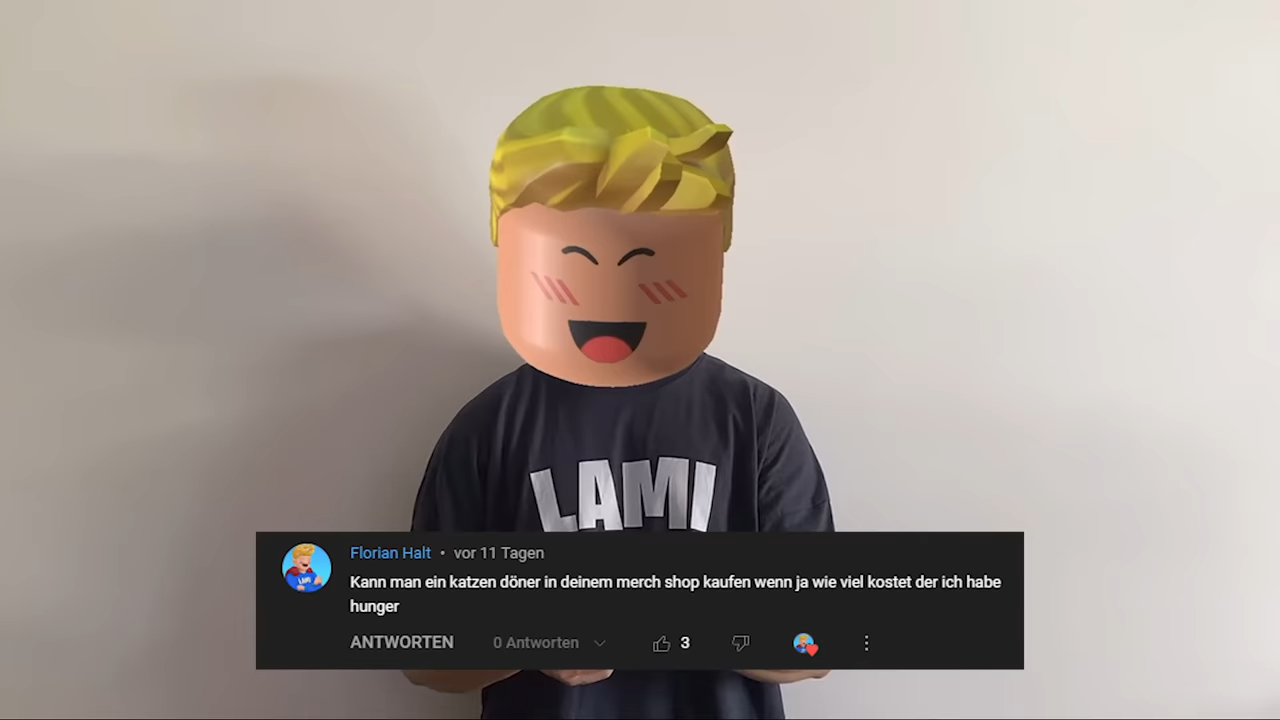 LAMI
Florian Halt • vor 11 Tagen
Kann man ein katzen döner in deinem merch shop kaufen wenn ja wie viel kostet der ich habe
hunger
ANTWORTEN 0 Antworten 3